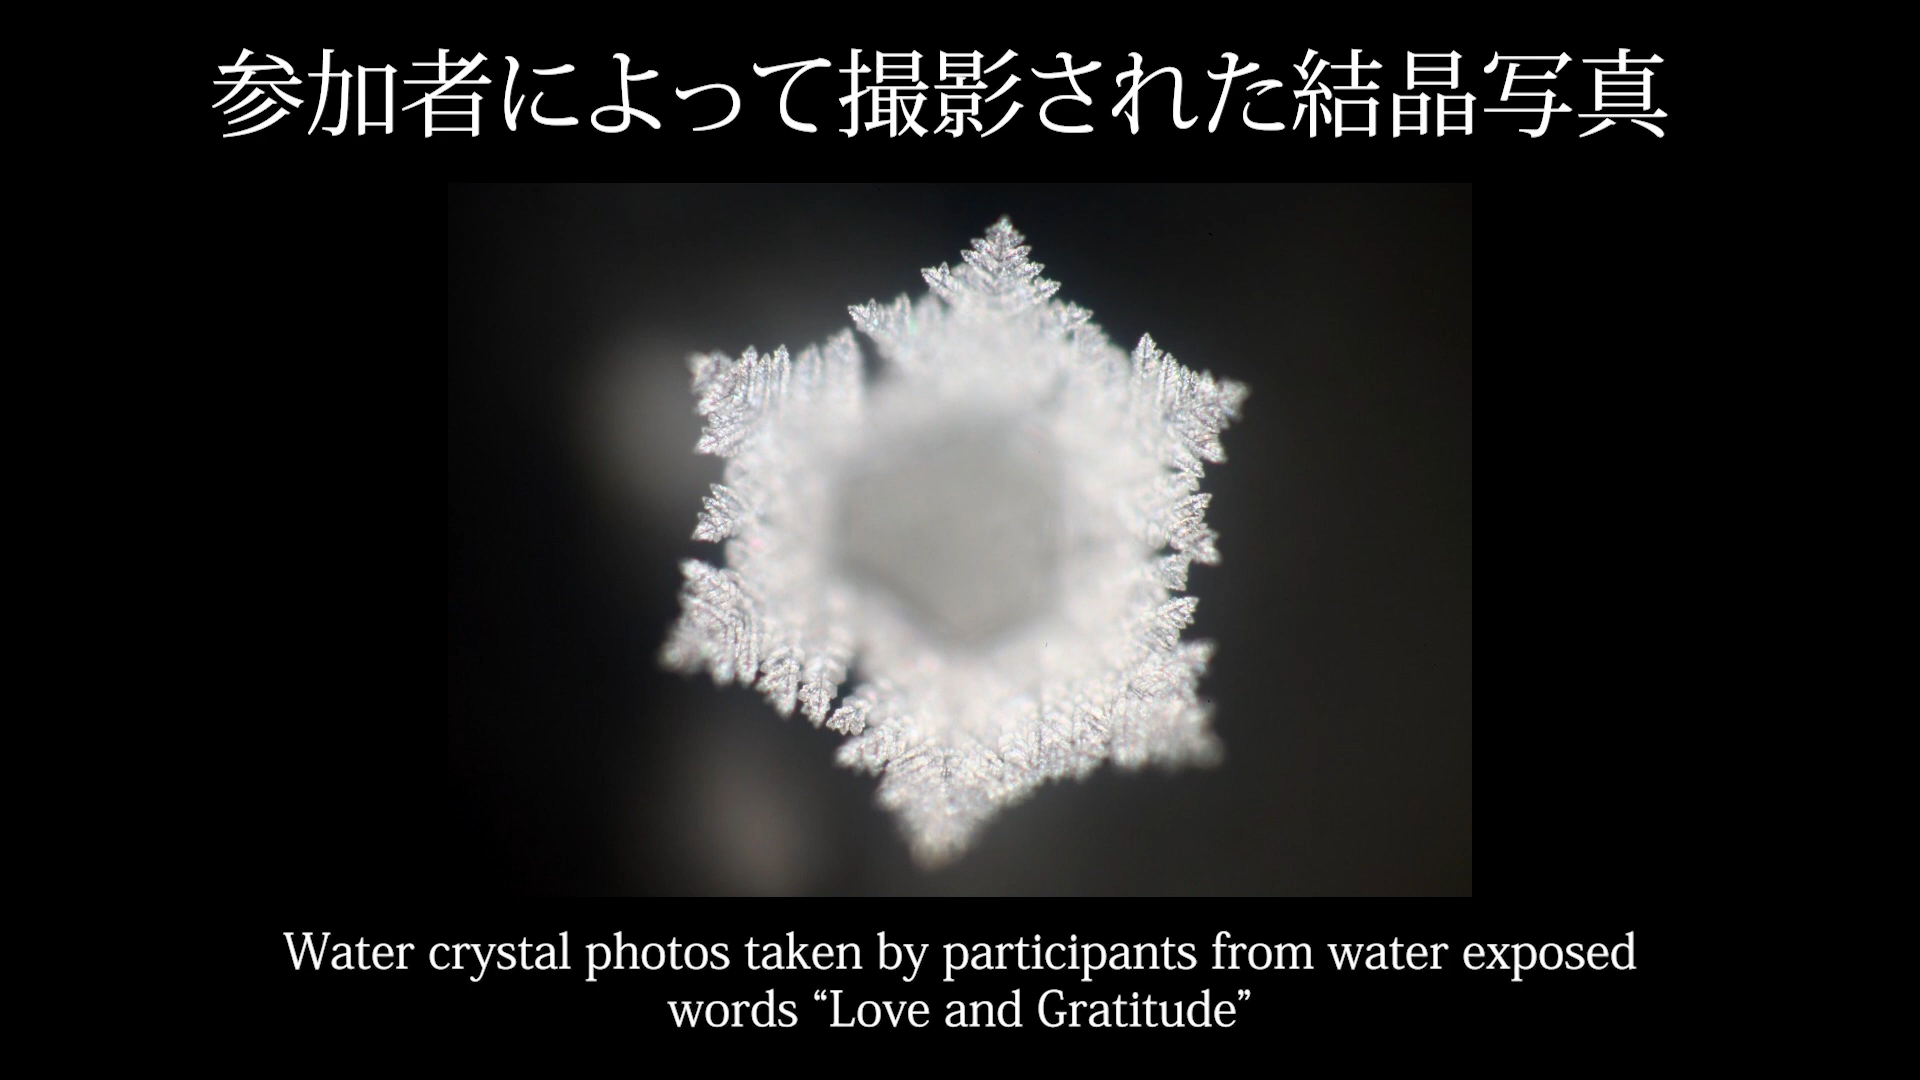 参加者によって撮影された結晶写真
Water crystal photos taken by participants from water exposed
words “Love and Gratitude”